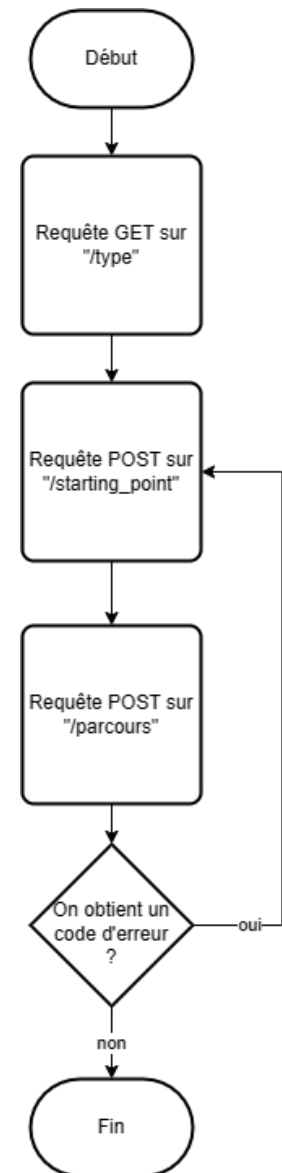 Début
Requête GET sur
"/type"
Requête POST sur
"/starting_point"
Requête POST sur
"/parcours"
On obtient un
code d'erreur
?
oui
non
Fin